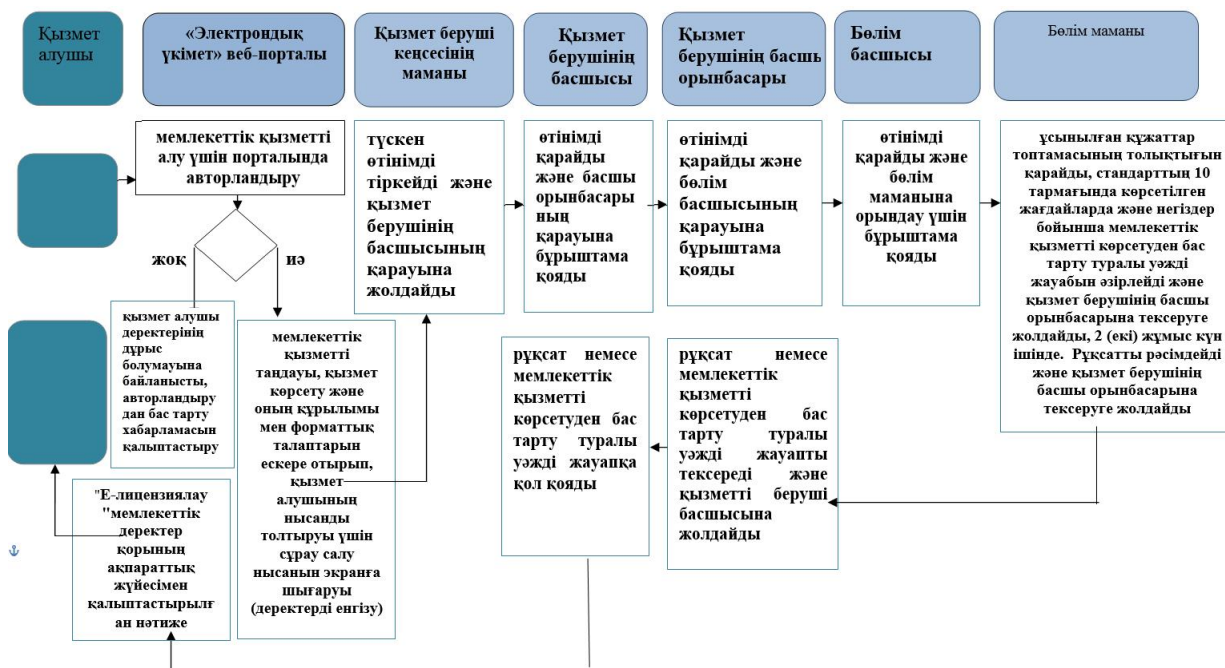 Қызмет
алушы
«Электрондық
үкімет» веб-порталы
Қызмет беруші
кеңсесінің
маманы
Қызмет
берушінің
басшысы
Қызмет
берушінің басшь
орынбасары
Бөлім
басшысы
Бөлім маманы
мемлекеттік қызметті
алу үшін порталында
авторландыру
жоқ
иә
қызмет алушы
деректерінің
дұрыс
болумауына
байланысты,
авторландыру
дан бас тарту
хабарламасын
қалыптастыру
мемлекеттік
қызметті
таңдауы, қызмет
көрсету және
оның құрылымы
мен форматтық
талаптарын
ескере отырып,
қызмет
алушының
нысанды
толтыруы үшін
сұрау салу
нысанын экранға
шығаруы
(деректерді енгізу)
"Е-лицензиялау
"мемлекеттік
деректер
қорының
ақпараттық
жүйесімен
қалыптастырылғ
ан нәтиже
түскен
өтінімді
тіркейді және
қызмет
берушінің
басшысының
қарауына
жолдайды
өтінімді
қарайды
және басшы
орынбасары
ның
қарауына
бұрыштама
қояды
өтінімді
қарайды және
бөлім
басшысының
қарауына
бұрыштама
қояды
өтінімді
қарайды және
бөлім
маманына
орындау үшін
бұрыштама
қояды
ұсынылған құжаттар
топтамасының толықтығын
қарайды, стандарттың 10
тармағында көрсетілген
жағдайларда және негіздер
бойынша мемлекеттік
қызметті көрсетуден бас
тарту туралы уәжді
жауабын әзірлейді және
қызмет берушінің басшы
орынбасарына тексеруге
жолдайды, 2 (екі) жұмыс күн
ішінде. Рұқсатты рәсімдейді
және қызмет берушінің
басшы орынбасарына
тексеруге жолдайды
рұқсат немесе
мемлекеттік
қызметті
көрсетуден бас
тарту туралы
уәжді жауапқа
қол қояды
рұқсат немесе
мемлекеттік
қызметті
көрсетуден бас
тарту туралы
уәжді жауапты
тексереді және
қызметті беруші
басшысына
жолдайды